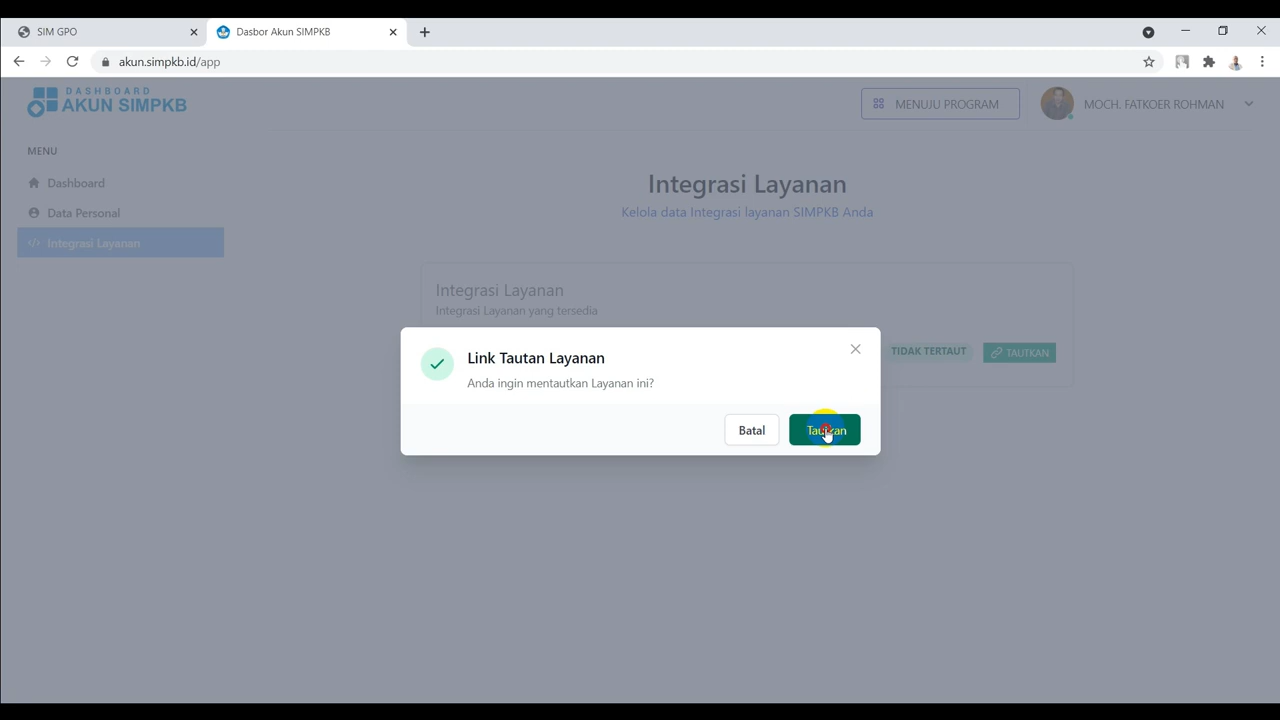 SIM GPO
Dasbor Akun SIMPKB
akun.simpkb.id/app
DASHBOARD
AKUN SIMPKB
MENUJU PROGRAM
MOCH. FATKOER ROHMAN
MENU
Dashboard
Data Personal
Integrasi Layanan
Integrasi Layanan
Kelola data Integrasi layanan SIMPKB Anda
Integrasi Layanan
Integrasi Layanan yang tersedia
TIDAK TERTAUT
TAUTKAN
Link Tautan Layanan
Anda ingin mentautkan Layanan ini?
Batal
Tautkan